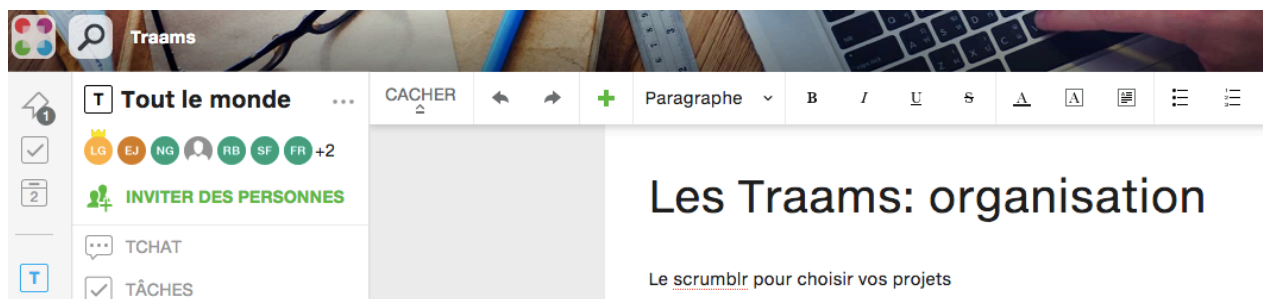 Traams
1
T Tout le monde ...
LG EJ NG RB SF FR +2
INVITER DES PERSONNES
2
TCHAT
T
TÂCHES
CACHER
Paragraphe
B I U S A A
Les Traams: organisation
Le scrumblr pour choisir vos projets